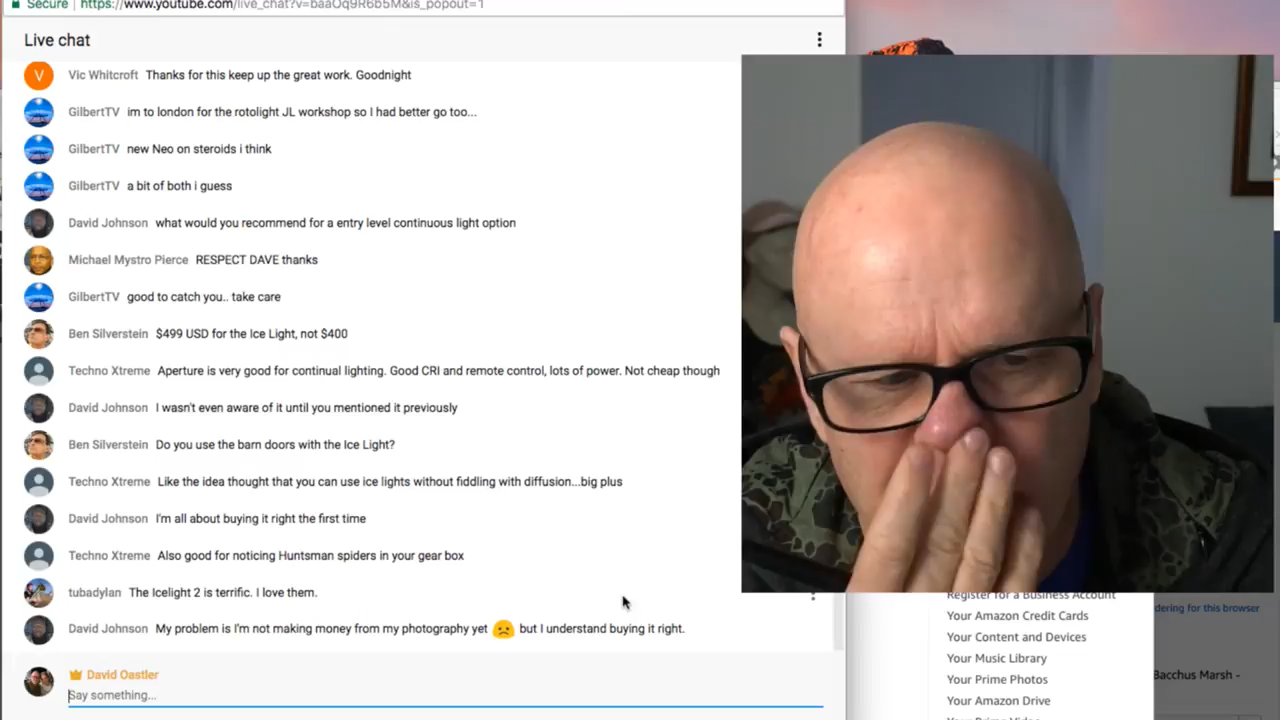 Secure https://www.youtube.com/live_chat?v=baaOq9R6b5M&is_popout=1
Live chat
Vic Whitcroft Thanks for this keep up the great work. Goodnight
GilbertTV im to london for the rotolight JL workshop so I had better go too...
GilbertTV new Neo on steroids i think
GilbertTV a bit of both i guess
David Johnson what would you recommend for a entry level continuous light option
Michael Mystro Pierce RESPECT DAVE thanks
GilbertTV good to catch you.. take care
Ben Silverstein $499 USD for the Ice Light, not $400
Techno Xtreme Aperture is very good for continual lighting. Good CRI and remote control, lots of power. Not cheap though
David Johnson I wasn't even aware of it until you mentioned it previously
Ben Silverstein Do you use the barn doors with the Ice Light?
Techno Xtreme Like the idea thought that you can use ice lights without fiddling with diffusion...big plus
David Johnson I'm all about buying it right the first time
Techno Xtreme Also good for noticing Huntsman spiders in your gear box
tubadylan The Icelight 2 is terrific. I love them.
David Johnson My problem is I'm not making money from my photography yet but I understand buying it right.
David Oastler
Say something...
Register for a Business Account
Your Amazon Credit Cards
Your Content and Devices
Your Music Library
Your Prime Photos
Your Amazon Drive
Your Prime Video
dering for this browser
Bacchus Marsh -